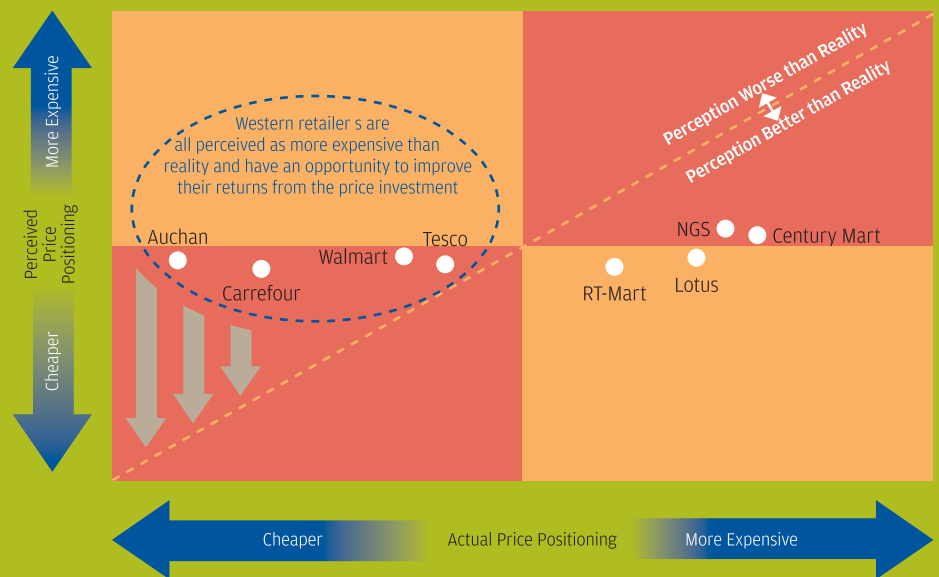 More Expensive
Perceived
Price
Positioning
Cheaper
Western retailer s are
all perceived as more expensive than
reality and have an opportunity to improve
their returns from the price investment
Perception Worse than Reality
Perception Better than Reality
Auchan
Carrefour
Walmart
Tesco
RT-Mart
Lotus
NGS
Century Mart
Cheaper
Actual Price Positioning
More Expensive